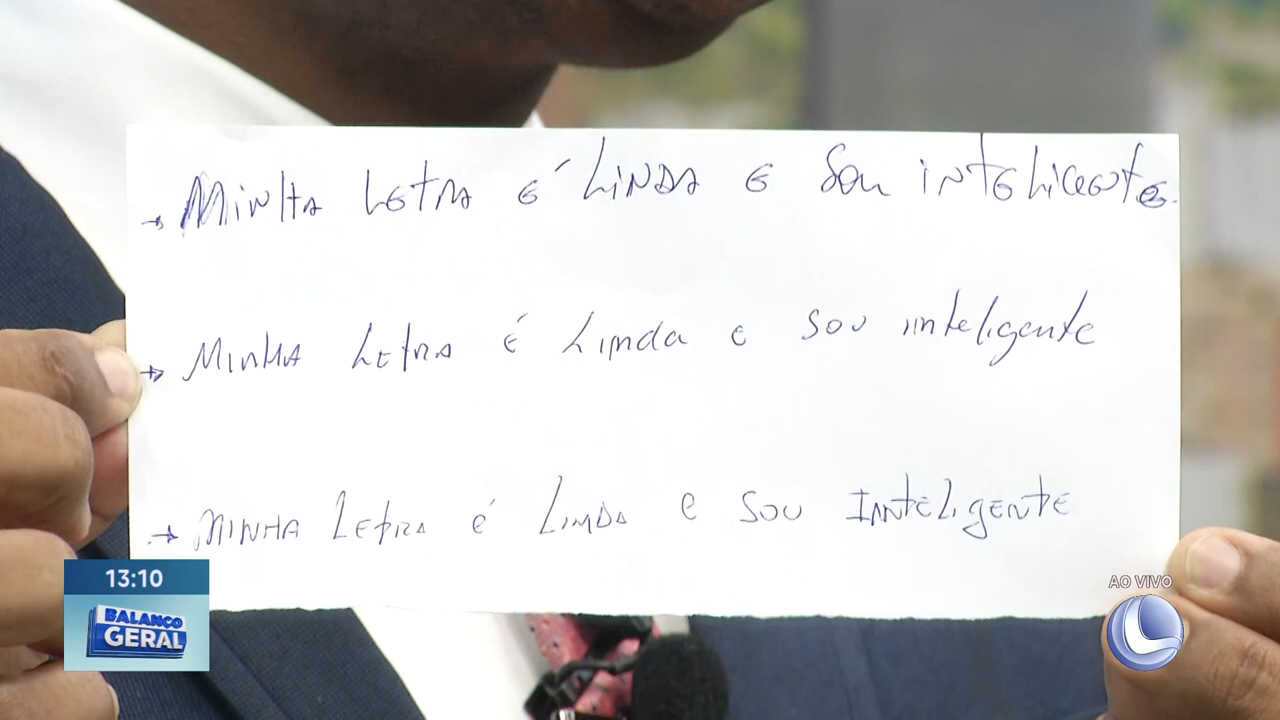 → MINHA LETRA É LINDA E Sou iNTELIGENTE.
→ MINHA LETRA É Linda e sou inteligente
→ MINHA LETRA é LINDA e SOU INTELIGENTE
13:10
BALANÇO
GERAL
AO VIVO